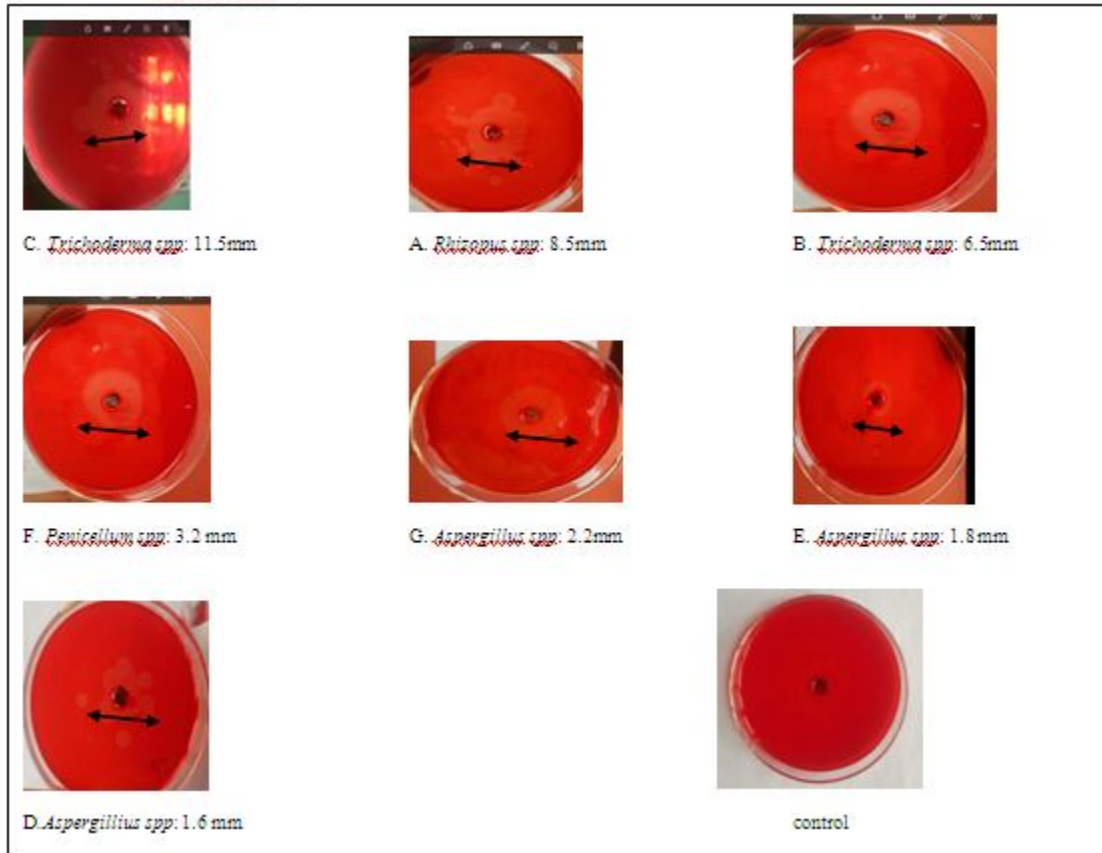 C. Trichoderma spp: 11.5mm
A. Rhizopus spp: 8.5mm
B. Trichoderma spp: 6.5mm
F. Penicellum spp: 3.2 mm
G. Aspergillus spp: 2.2mm
E. Aspergillus spp: 1.8mm
D.Aspergillius spp: 1.6 mm
control